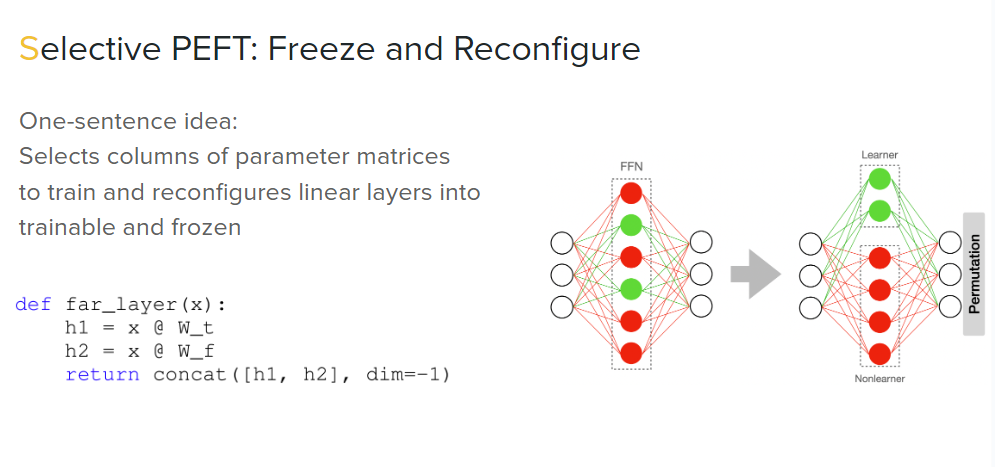 Selective PEFT: Freeze and Reconfigure
One-sentence idea:
Selects columns of parameter matrices
to train and reconfigures linear layers into
trainable and frozen
def far_layer(x):
    h1 = x @ W_t
    h2 = x @ W_f
    return concat([h1, h2], dim=-1)
FFN
Learner
Permutation
Nonlearner